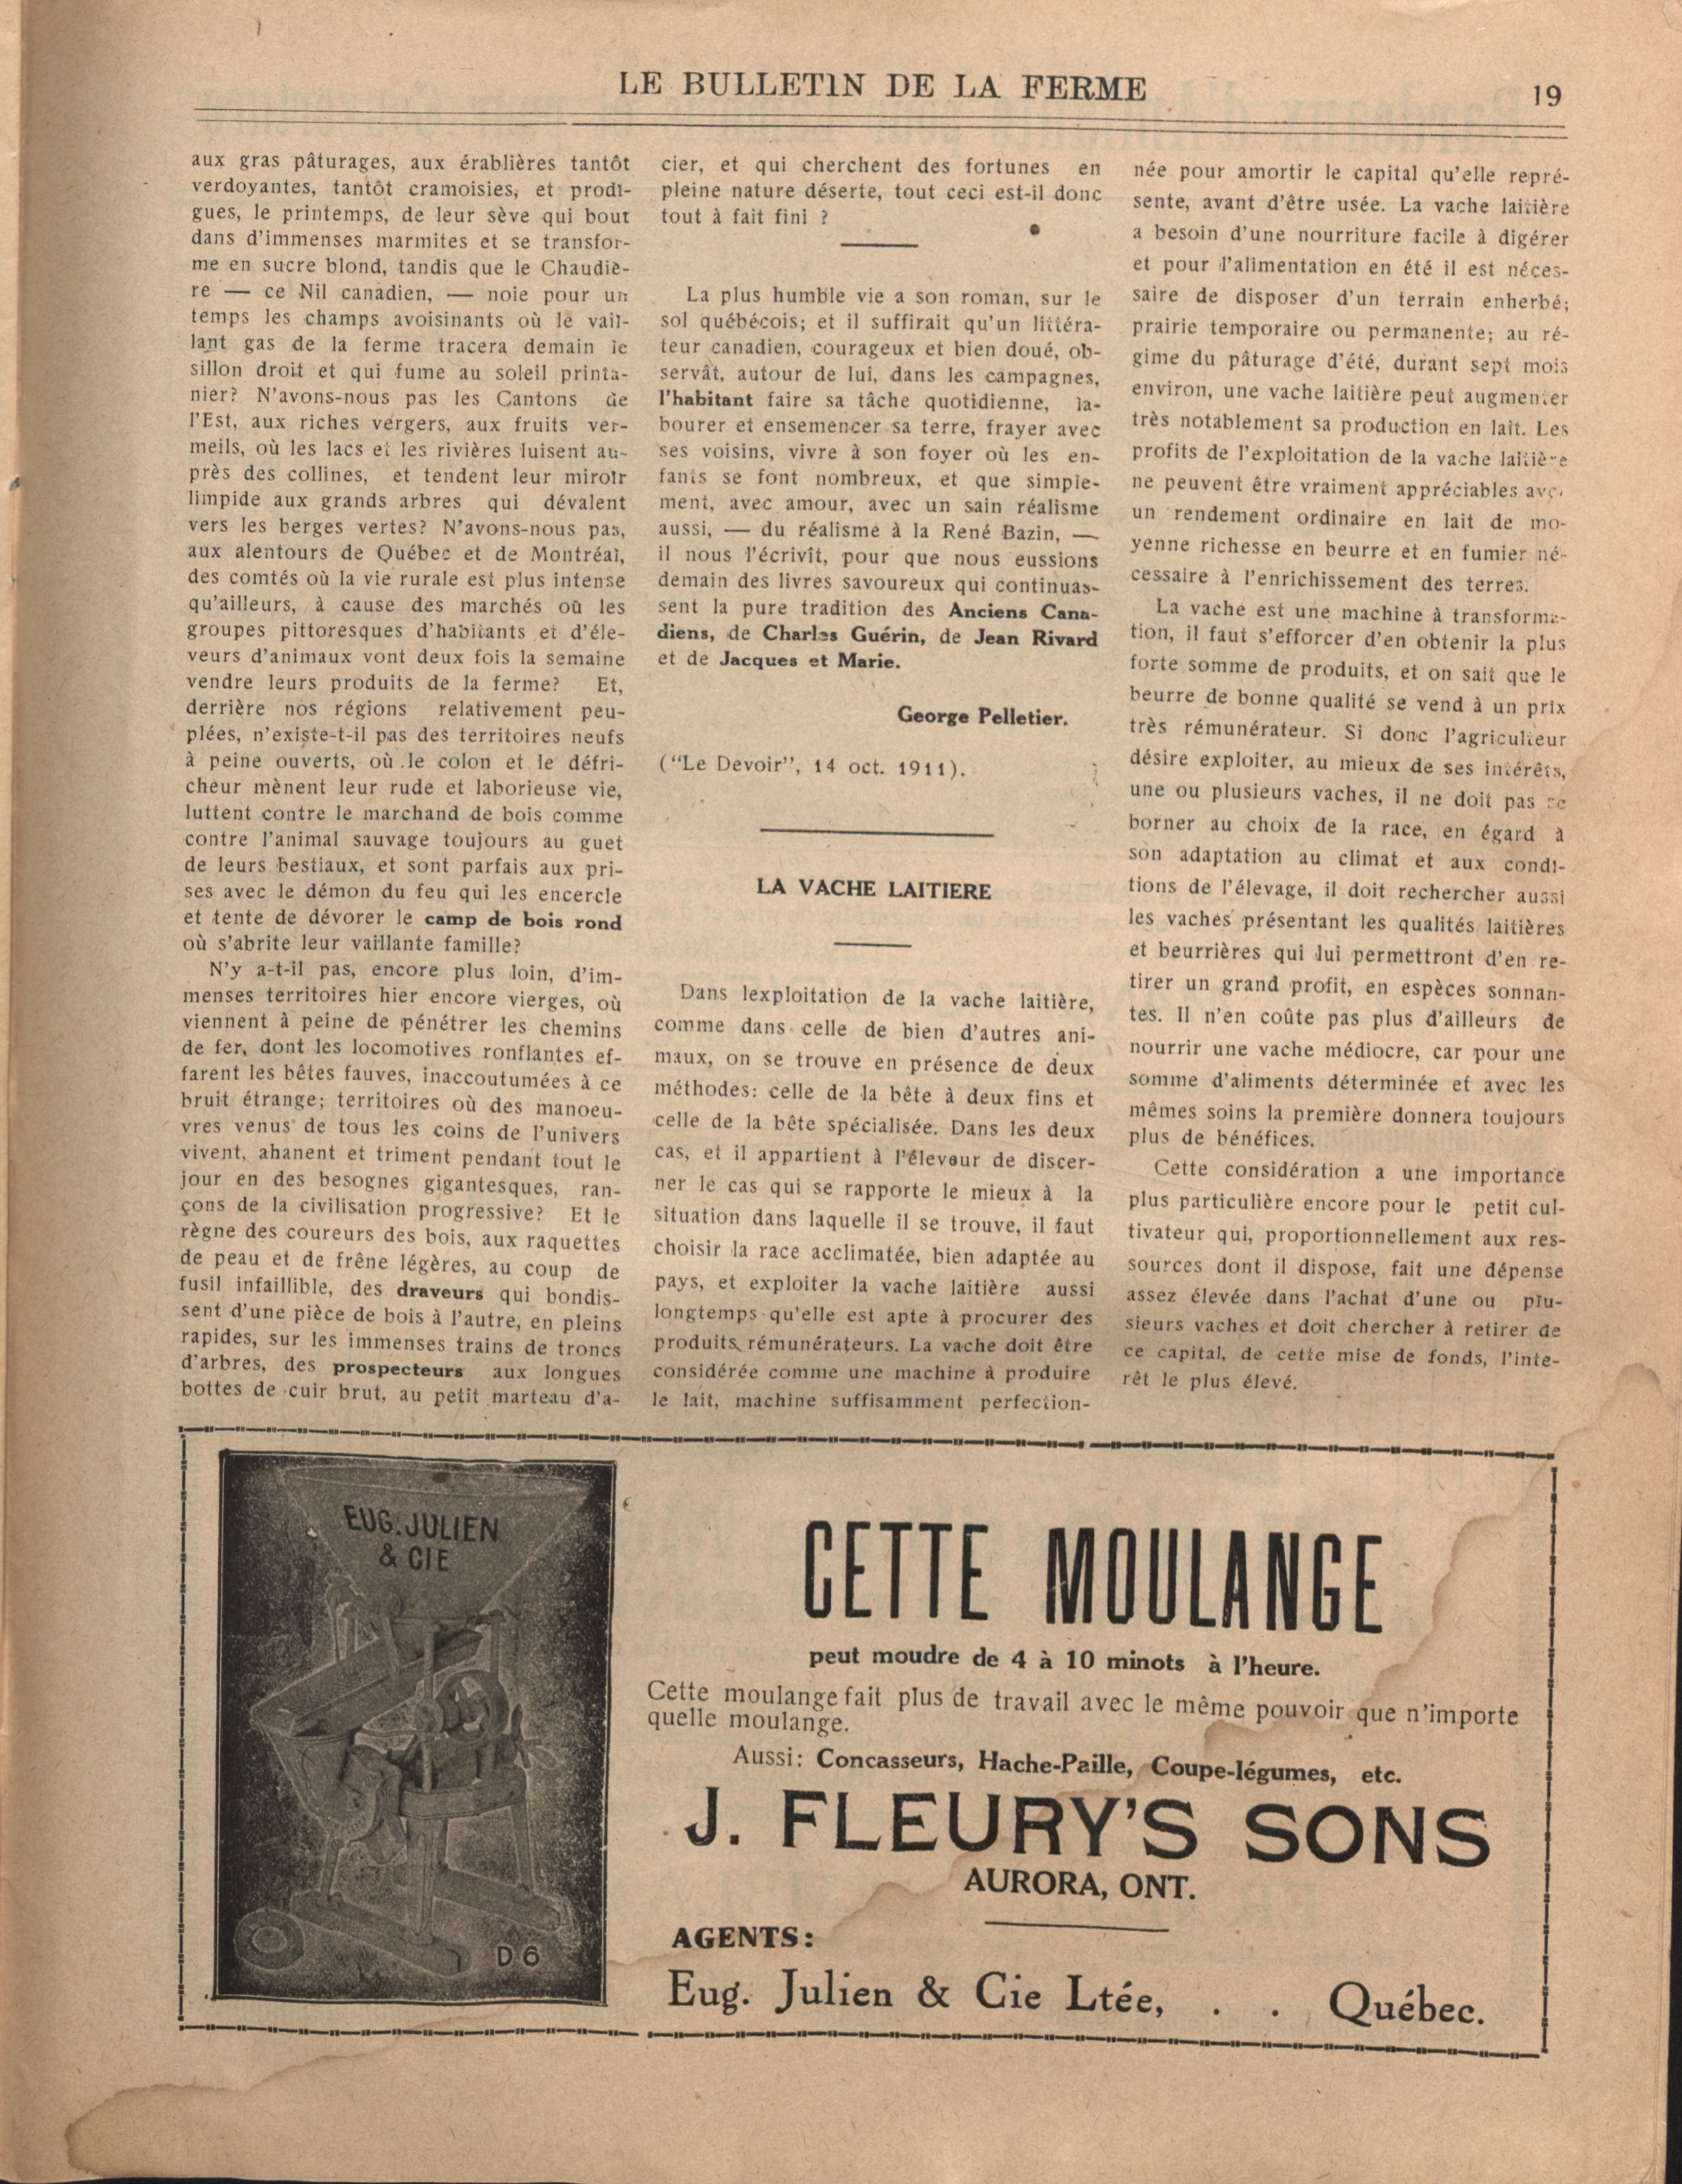 LE BULLETIN DE LA FERME
19
aux gras pâturages, aux érablières tantôt
verdoyantes, tantôt cramoisies, et prodi-
gues, le printemps, de leur sève qui bout
dans d'immenses marmites et se transfor-
me en sucre blond, tandis que le Chaudiè-
re — ce Nil canadien, — noie pour un
temps les champs avoisinants où le vail-
lant gas de la ferme tracera demain le
sillon droit et qui fume au soleil printa-
nier? N'avons-nous pas les Cantons de
l'Est, aux riches vergers, aux fruits ver-
meils, où les lacs et les rivières luisent au-
près des collines, et tendent leur miroir
limpide aux grands arbres qui dévalent
vers les berges vertes? N'avons-nous pas,
aux alentours de Québec et de Montréal,
des comtés où la vie rurale est plus intense
qu'ailleurs, à cause des marchés où les
groupes pittoresques d'habitants et d'éle-
veurs d'animaux vont deux fois la semaine
vendre leurs produits de la ferme? Et,
derrière nos régions relativement peu-
plées, n'existe-t-il pas des territoires neufs
à peine ouverts, où le colon et le défri-
cheur mènent leur rude et laborieuse vie,
luttent contre le marchand de bois comme
contre l'animal sauvage toujours au guet
de leurs bestiaux, et sont parfais aux pri-
ses avec le démon du feu qui les encercle
et tente de dévorer le camp de bois rond
où s'abrite leur vaillante famille?
N'y a-t-il pas, encore plus loin, d'im-
menses territoires hier encore vierges, où
viennent à peine de pénétrer les chemins
de fer, dont les locomotives ronflantes ef-
farent les bêtes fauves, inaccoutumées à ce
bruit étrange; territoires où des manoeu-
vres venus de tous les coins de l'univers
vivent, ahanent et triment pendant tout le
jour en des besognes gigantesques, ran-
çons de la civilisation progressive? Et le
règne des coureurs des bois, aux raquettes
de peau et de frêne légères, au coup de
fusil infaillible, des draveurs qui bondis-
sent d'une pièce de bois à l'autre, en pleins
rapides, sur les immenses trains de troncs
d'arbres, des prospecteurs aux longues
bottes de cuir brut, au petit marteau d'a-
cier, et qui cherchent des fortunes en
pleine nature déserte, tout ceci est-il donc
tout à fait fini ?
La plus humble vie a son roman, sur le
sol québécois; et il suffirait qu'un littéra-
teur canadien, courageux et bien doué, ob-
servât, autour de lui, dans les campagnes,
l'habitant faire sa tâche quotidienne, la-
bourer et ensemencer sa terre, frayer avec
ses voisins, vivre à son foyer où les en-
fants se font nombreux, et que simple-
ment, avec amour, avec un sain réalisme
aussi, — du réalisme à la René Bazin, —
il nous l'écrivît, pour que nous eussions
demain des livres savoureux qui continuas-
sent la pure tradition des Anciens Cana-
diens, de Charles Guérin, de Jean Rivard
et de Jacques et Marie.
George Pelletier.
("Le Devoir", 14 oct. 1911).
LA VACHE LAITIERE
Dans lexploitation de la vache laitière,
comme dans celle de bien d'autres ani-
maux, on se trouve en présence de deux
méthodes: celle de la bête à deux fins et
celle de la bête spécialisée. Dans les deux
cas, et il appartient à l'éleveur de discer-
ner le cas qui se rapporte le mieux à la
situation dans laquelle il se trouve, il faut
choisir la race acclimatée, bien adaptée au
pays, et exploiter la vache laitière aussi
longtemps qu'elle est apte à procurer des
produits rémunérateurs. La vache doit être
considérée comme une machine à produire
le lait, machine suffisamment perfection-
née pour amortir le capital qu'elle repré-
sente, avant d'être usée. La vache laitière
a besoin d'une nourriture facile à digérer
et pour l'alimentation en été il est néces-
saire de disposer d'un terrain enherbé;
prairie temporaire ou permanente; au ré-
gime du pâturage d'été, durant sept mois
environ, une vache laitière peut augmenter
très notablement sa production en lait. Les
profits de l'exploitation de la vache laitière
ne peuvent être vraiment appréciables avec
un rendement ordinaire en lait de mo-
yenne richesse en beurre et en fumier né-
cessaire à l'enrichissement des terres.
La vache est une machine à transforma-
tion, il faut s'efforcer d'en obtenir la plus
forte somme de produits, et on sait que le
beurre de bonne qualité se vend à un prix
très rémunérateur. Si donc l'agriculteur
désire exploiter, au mieux de ses intérêts,
une ou plusieurs vaches, il ne doit pas se
borner au choix de la race, en égard à
son adaptation au climat et aux condi-
tions de l'élevage, il doit rechercher aussi
les vaches présentant les qualités laitières
et beurrières qui lui permettront d'en re-
tirer un grand profit, en espèces sonnan-
tes. Il n'en coûte pas plus d'ailleurs de
nourrir une vache médiocre, car pour une
somme d'aliments déterminée et avec les
mêmes soins la première donnera toujours
plus de bénéfices.
Cette considération a une importance
plus particulière encore pour le petit cul-
tivateur qui, proportionnellement aux res-
sources dont il dispose, fait une dépense
assez élevée dans l'achat d'une ou plu-
sieurs vaches et doit chercher à retirer de
ce capital, de cette mise de fonds, l'inte-
rêt le plus élevé.
EUG. JULIEN
& CIE
D 6
CETTE MOULANGE
peut moudre de 4 à 10 minots à l'heure.
Cette moulange fait plus de travail avec le même pouvoir que n'importe
quelle moulange.
Aussi: Concasseurs, Hache-Paille, Coupe-légumes, etc.
J. FLEURY'S SONS
AURORA, ONT.
AGENTS:
Eug. Julien & Cie Ltée, . . Québec.